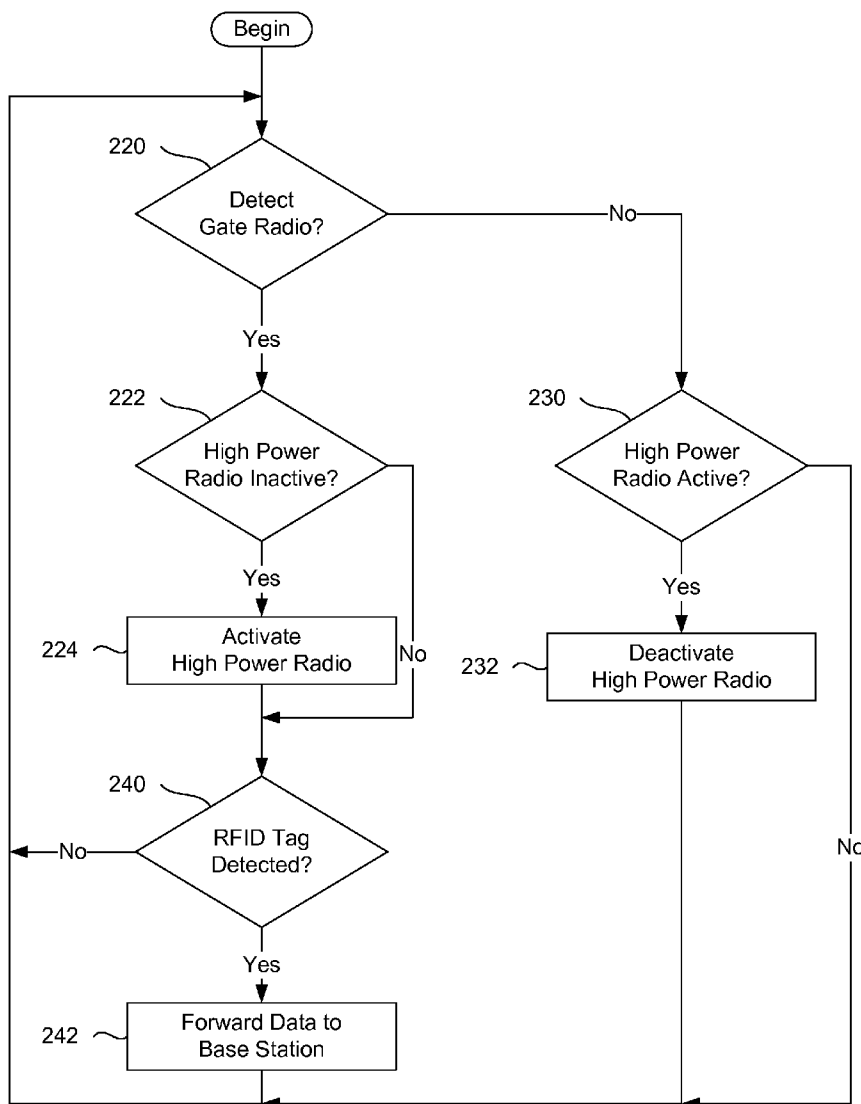 Begin
220
Detect
Gate Radio?
No
Yes
222
High Power
Radio Inactive?
230
High Power
Radio Active?
Yes
Yes
224
Activate
High Power Radio
No
232
Deactivate
High Power Radio
240
RFID Tag
Detected?
No
No
Yes
242
Forward Data to
Base Station